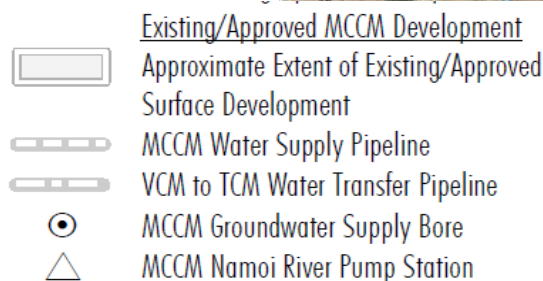 Existing/Approved MCCM Development
Approximate Extent of Existing/Approved
Surface Development
MCCM Water Supply Pipeline
VCM to TCM Water Transfer Pipeline
MCCM Groundwater Supply Bore
MCCM Namoi River Pump Station